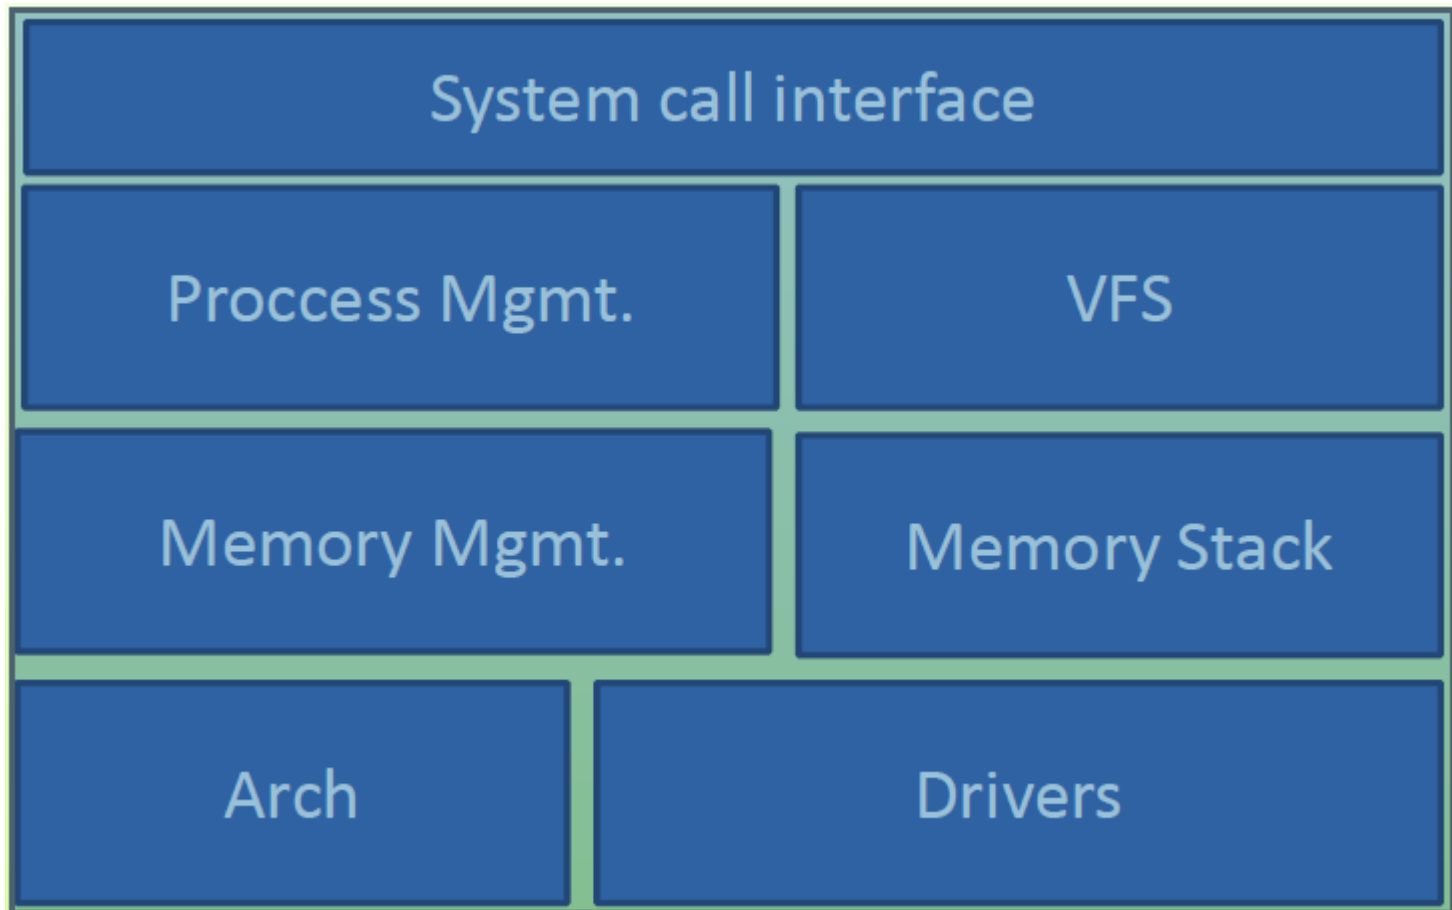 System call interface
Proccess Mgmt.
VFS
Memory Mgmt.
Memory Stack
Arch
Drivers